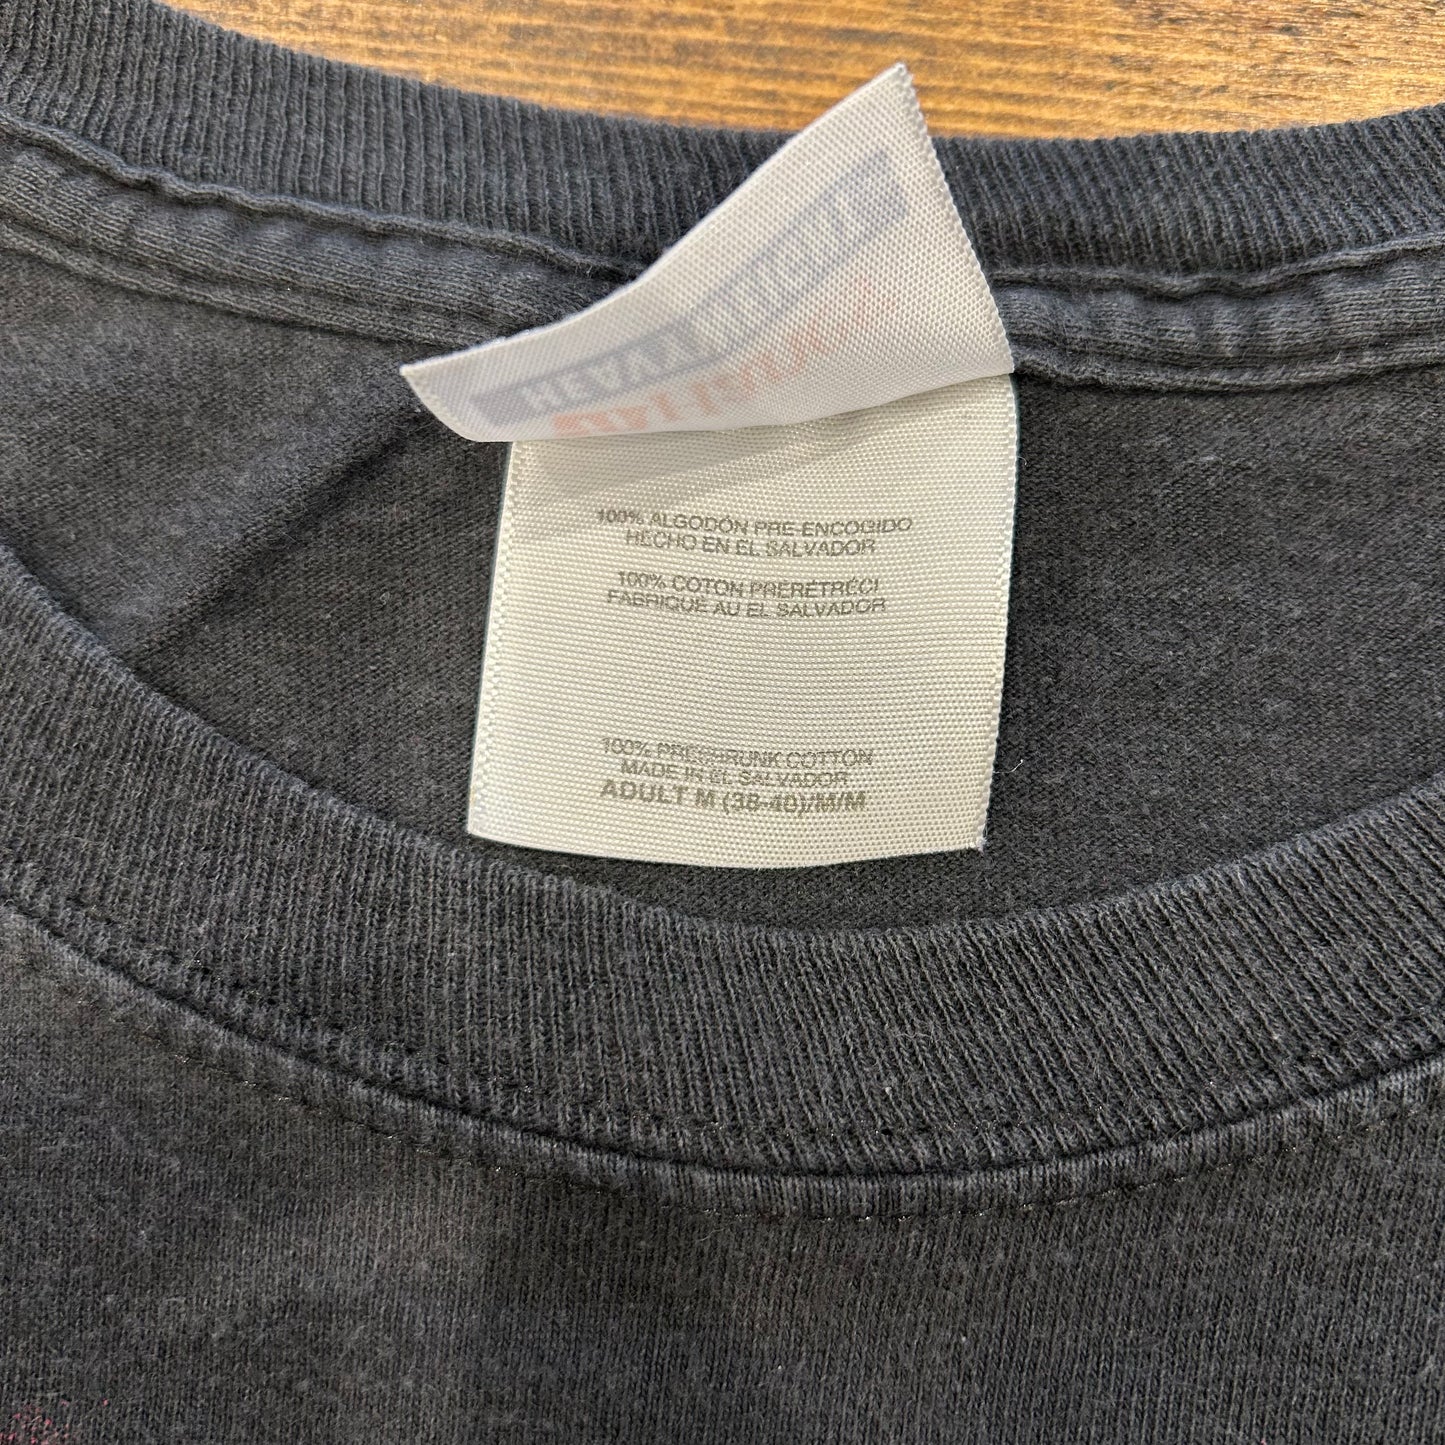 100% ALGODÓN PRE-ENCOGIDO
HECHO EN EL SALVADOR
100% COTON PRÉRÉTRÉCI
FABRIQUE AU EL SALVADOR
100% PRESHRUNK COTTON
MADE IN EL SALVADOR
ADULT M (38-40)/M/M